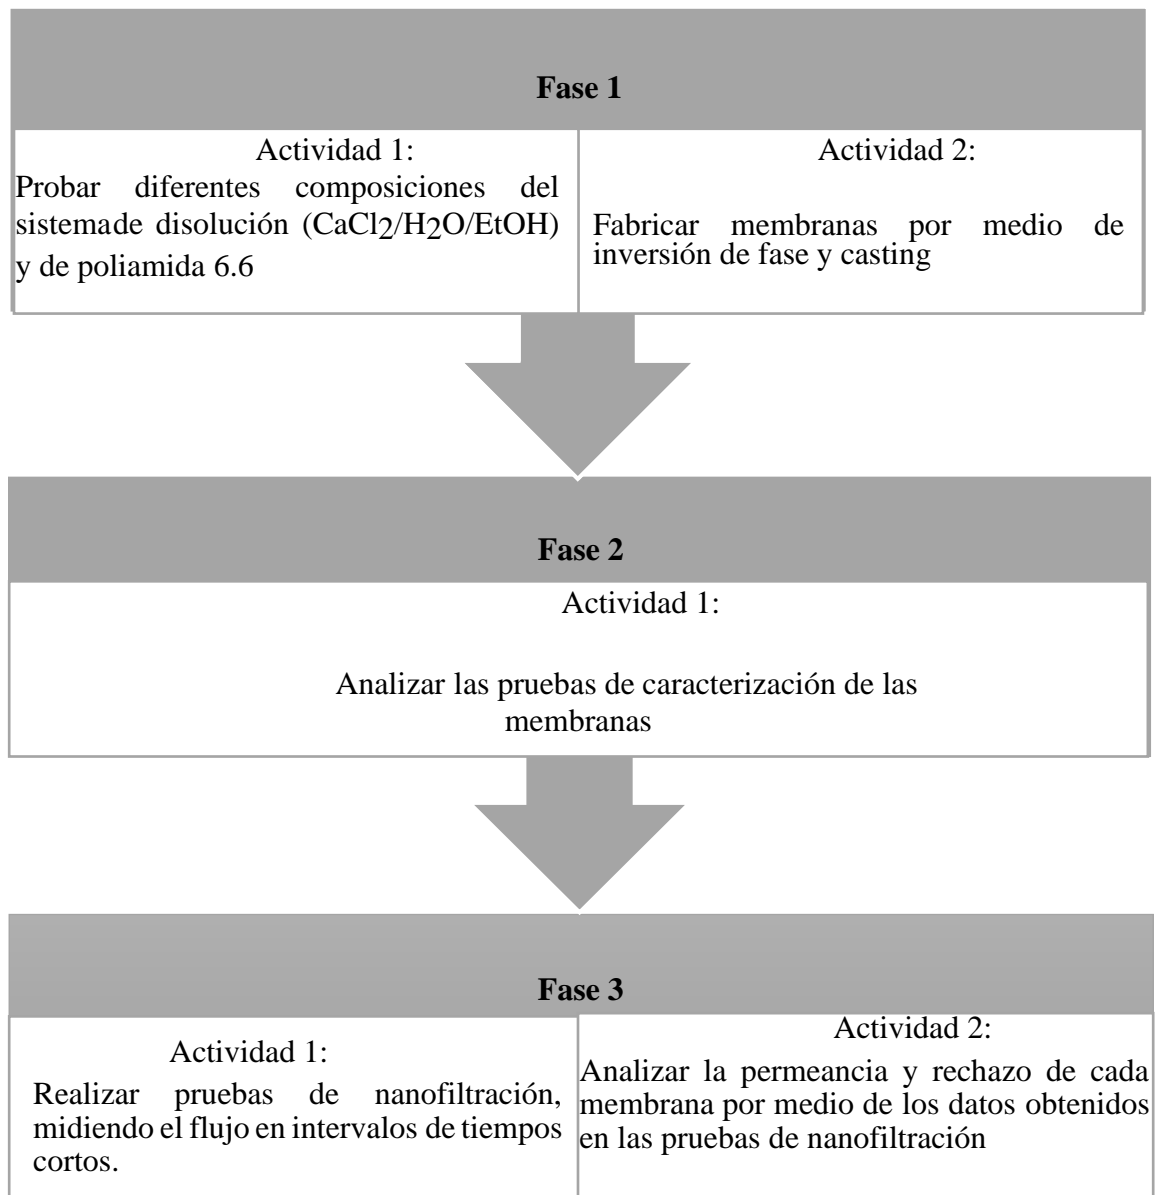 Fase 1
Actividad 1:
Probar diferentes composiciones del
sistemade disolución (CaCl2/H2O/EtOH)
y de poliamida 6.6
Actividad 2:
Fabricar membranas por medio de
inversión de fase y casting
Fase 2
Actividad 1:
Analizar las pruebas de caracterización de las
membranas
Fase 3
Actividad 1:
Realizar pruebas de nanofiltración,
midiendo el flujo en intervalos de tiempos
cortos.
Actividad 2:
Analizar la permeancia y rechazo de cada
membrana por medio de los datos obtenidos
en las pruebas de nanofiltración